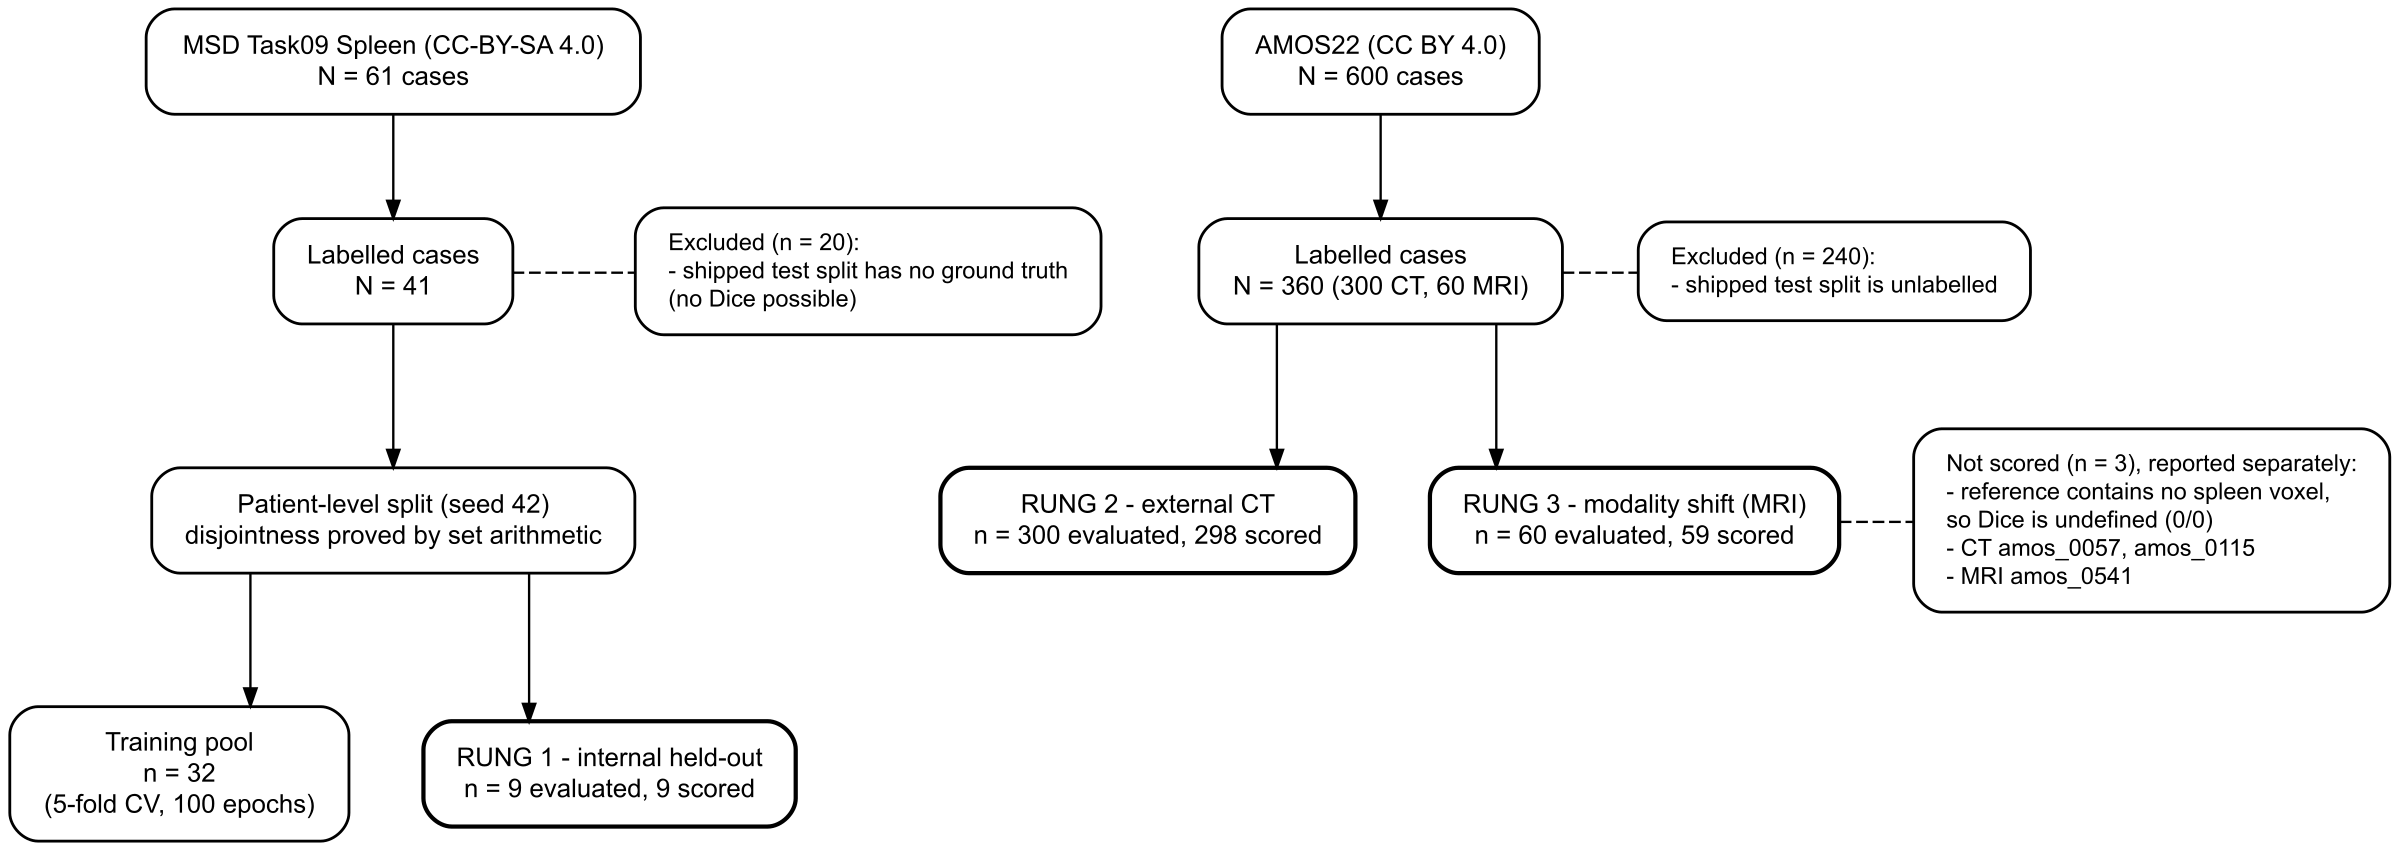 MSD Task09 Spleen (CC-BY-SA 4.0)
N = 61 cases
AMOS22 (CC BY 4.0)
N = 600 cases
Labelled cases
N = 41
Excluded (n = 20):
- shipped test split has no ground truth
(no Dice possible)
Labelled cases
N = 360 (300 CT, 60 MRI)
Excluded (n = 240):
- shipped test split is unlabelled
Patient-level split (seed 42)
disjointness proved by set arithmetic
RUNG 2 - external CT
n = 300 evaluated, 298 scored
RUNG 3 - modality shift (MRI)
n = 60 evaluated, 59 scored
Not scored (n = 3), reported separately:
- reference contains no spleen voxel,
so Dice is undefined (0/0)
- CT amos_0057, amos_0115
- MRI amos_0541
Training pool
n = 32
(5-fold CV, 100 epochs)
RUNG 1 - internal held-out
n = 9 evaluated, 9 scored